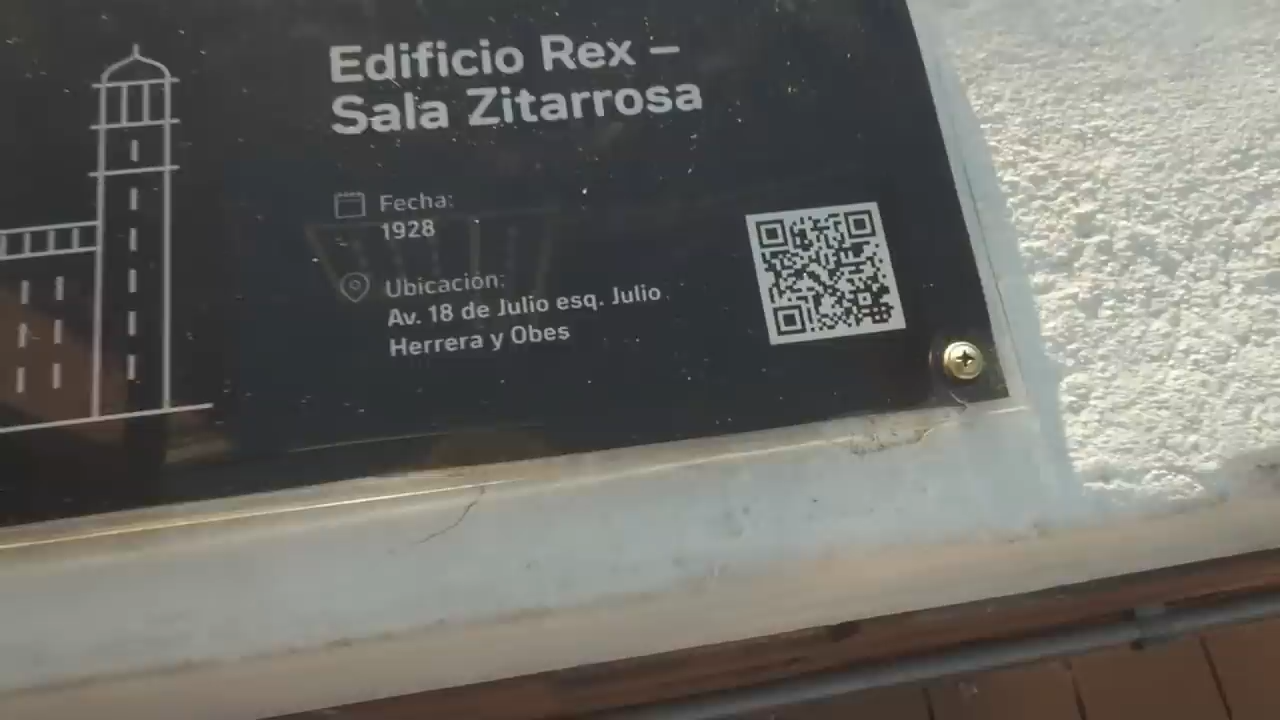 Edificio Rex –
Sala Zitarrosa
Fecha:
1928
Ubicación:
Av. 18 de Julio esq. Julio
Herrera y Obes